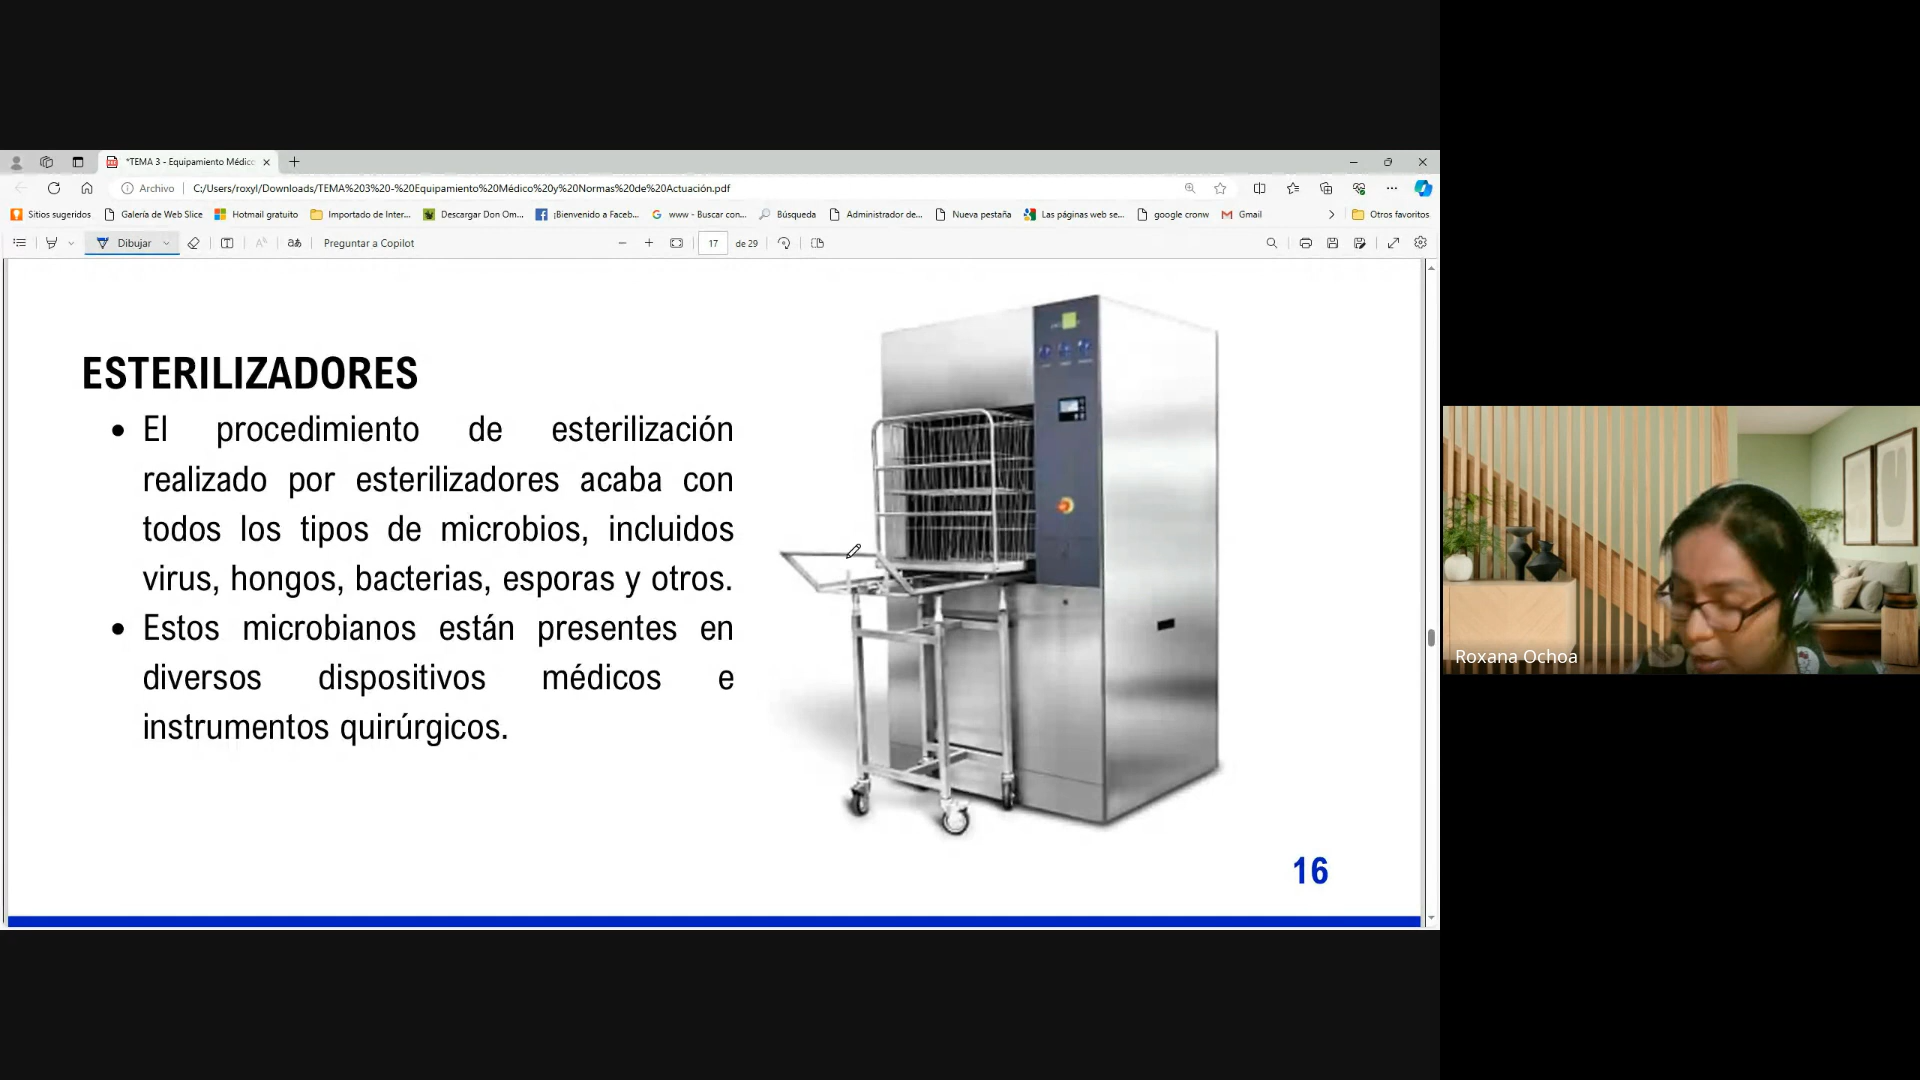 *TEMA 3 - Equipamiento Médic
Archivo
C:/Users/roxyl/Downloads/TEMA%203%20-%20Equipamiento%20Médico%20y%20Normas%20de%20Actuación.pdf
Sitios sugeridos
Galería de Web Slice
Hotmail gratuito
Importado de Inter...
Descargar Don Om...
¡Bienvenido a Faceb...
www - Buscar con...
Búsqueda
Administrador de...
Nueva pestaña
Las páginas web se...
google cronw
Gmail
Otros favoritos
Dibujar
Preguntar a Copilot
17 de 29
ESTERILIZADORES
• El procedimiento de esterilización
realizado por esterilizadores acaba con
todos los tipos de microbios, incluidos
virus, hongos, bacterias, esporas y otros.
• Estos microbianos están presentes en
diversos dispositivos médicos e
instrumentos quirúrgicos.
16
Roxana Ochoa